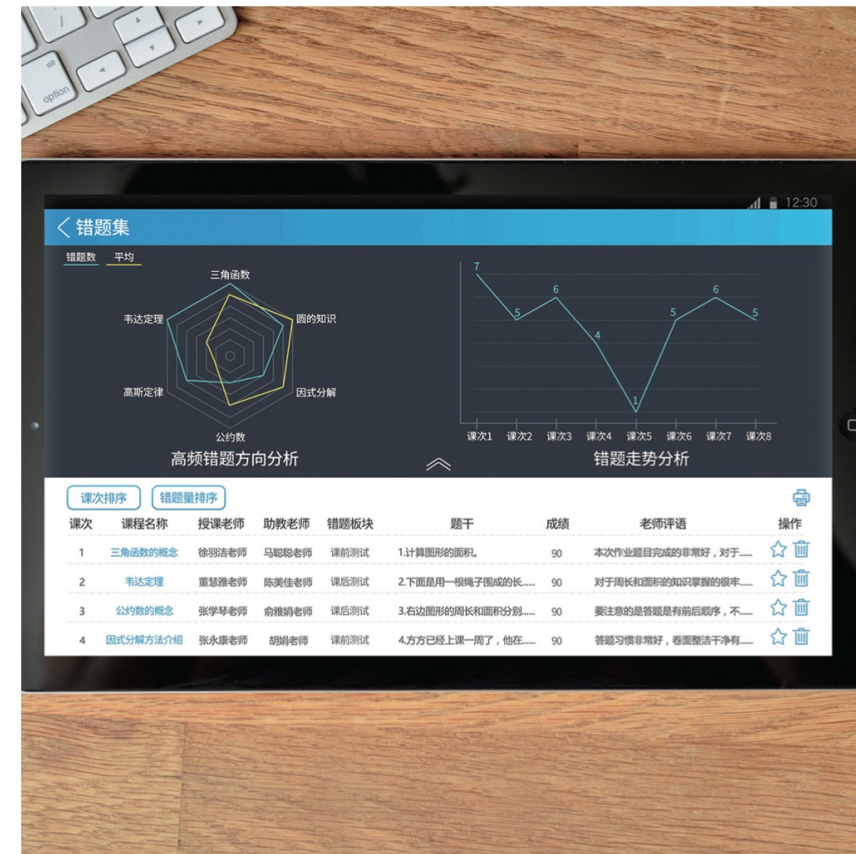 alt
option
12:30
错题集
错题数 平均
三角函数
韦达定理
圆的知识
高斯定律
因式分解
公约数
高频错题方向分析
7
5
6
4
1
5
6
5
课次1 课次2 课次3 课次4 课次5 课次6 课次7 课次8
错题走势分析
课次排序 错题量排序
课次 课程名称 授课老师 助教老师 错题板块 题干 成绩 老师评语 操作
1 三角函数的概念 徐羽洁老师 马聪聪老师 课前测试 1.计算图形的面积。 90 本次作业题目完成的非常好，对于......
2 韦达定理 董慧雅老师 陈美佳老师 课后测试 2.下面是用一根绳子围成的长...... 90 对于周长和面积的知识掌握的很牢......
3 公约数的概念 张学琴老师 俞雅娟老师 课后测试 3.右边图形的周长和面积分别...... 90 要注意的是答题是有前后顺序，不......
4 因式分解方法介绍 张永康老师 胡娟老师 课前测试 4.方方已经上课一周了，他在...... 90 答题习惯非常好，卷面整洁干净有......